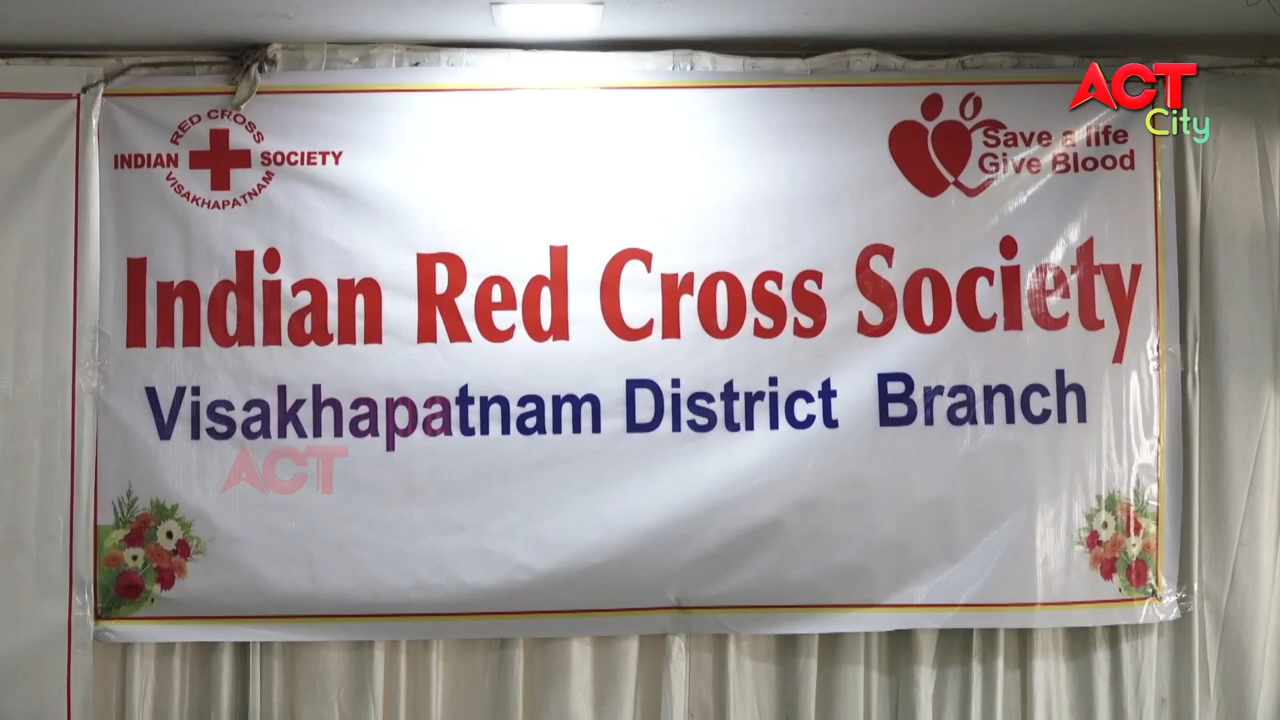 ACT
City
RED CROSS
INDIAN SOCIETY
VISAKHAPATNAM
Save a life
Give Blood
Indian Red Cross Society
Visakhapatnam District Branch
ACT